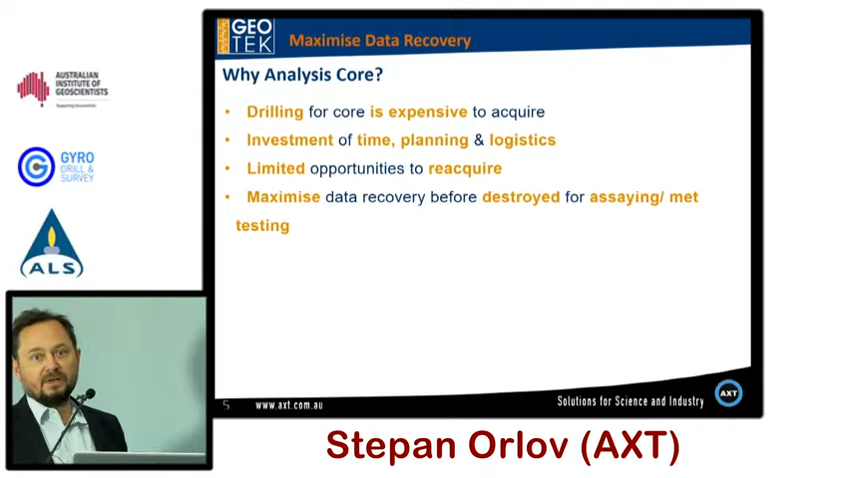 GEO
TEK
Maximise Data Recovery
Why Analysis Core?
• Drilling for core is expensive to acquire
• Investment of time, planning & logistics
• Limited opportunities to reacquire
• Maximise data recovery before destroyed for assaying/ met
testing
5
www.axt.com.au
Solutions for Science and Industry
AXT
AUSTRALIAN
INSTITUTE OF
GEOSCIENTISTS
Supporting Geoscientists
GYRO
DRILL &
SURVEY
ALS
Stepan Orlov (AXT)